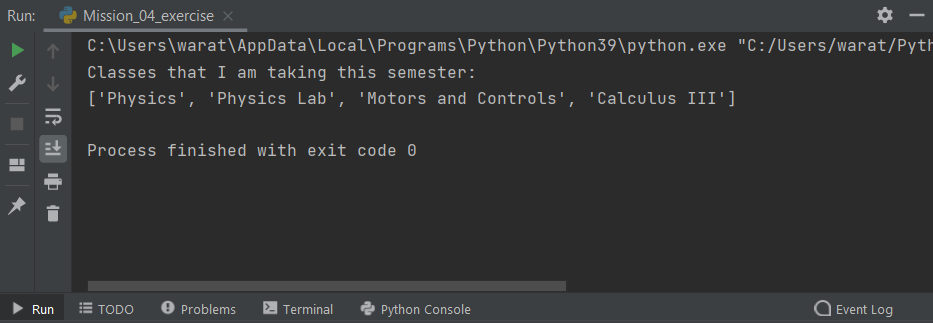 Run: Mission_04_exercise
C:\Users\warat\AppData\Local\Programs\Python\Python39\python.exe "C:/Users/warat/Pyth
Classes that I am taking this semester:
['Physics', 'Physics Lab', 'Motors and Controls', 'Calculus III']
Process finished with exit code 0
Run TODO Problems Terminal Python Console Event Log